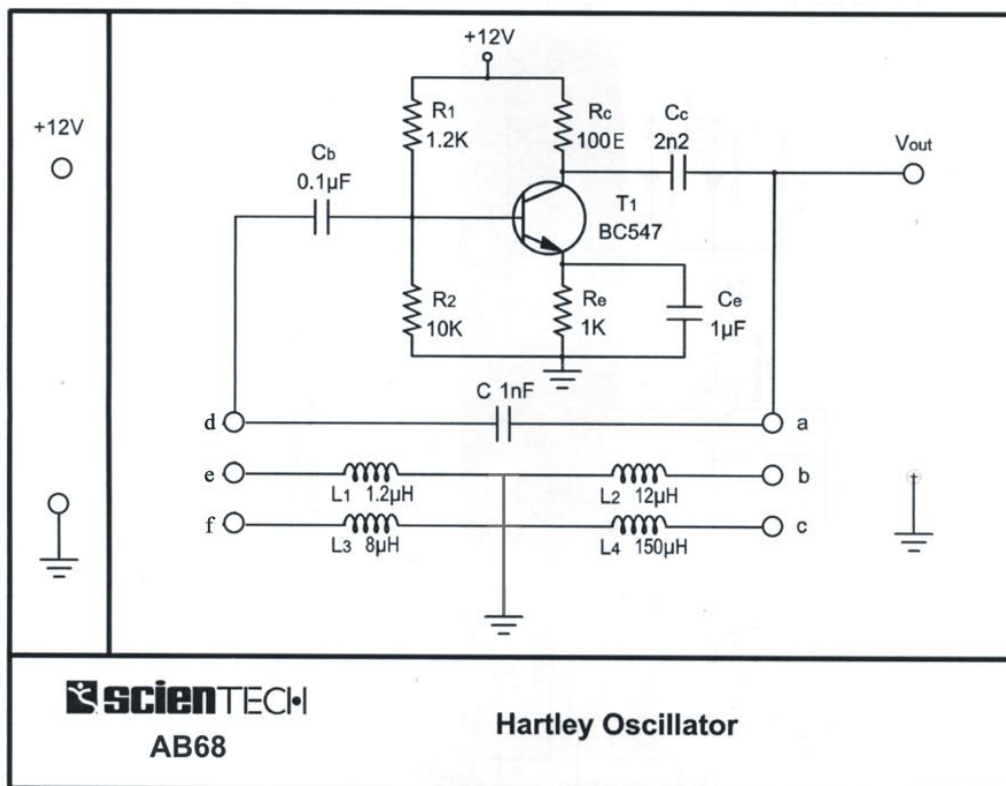 +12V
+12V
R1
1.2K
Rc
100E
Cc
2n2
Vout
Cb
0.1µF
T1
BC547
R2
10K
Re
1K
Ce
1µF
C 1nF
d
a
e
L1 1.2µH
L2 12µH
b
f
L3 8µH
L4 150µH
c
scienTECH
AB68
Hartley Oscillator